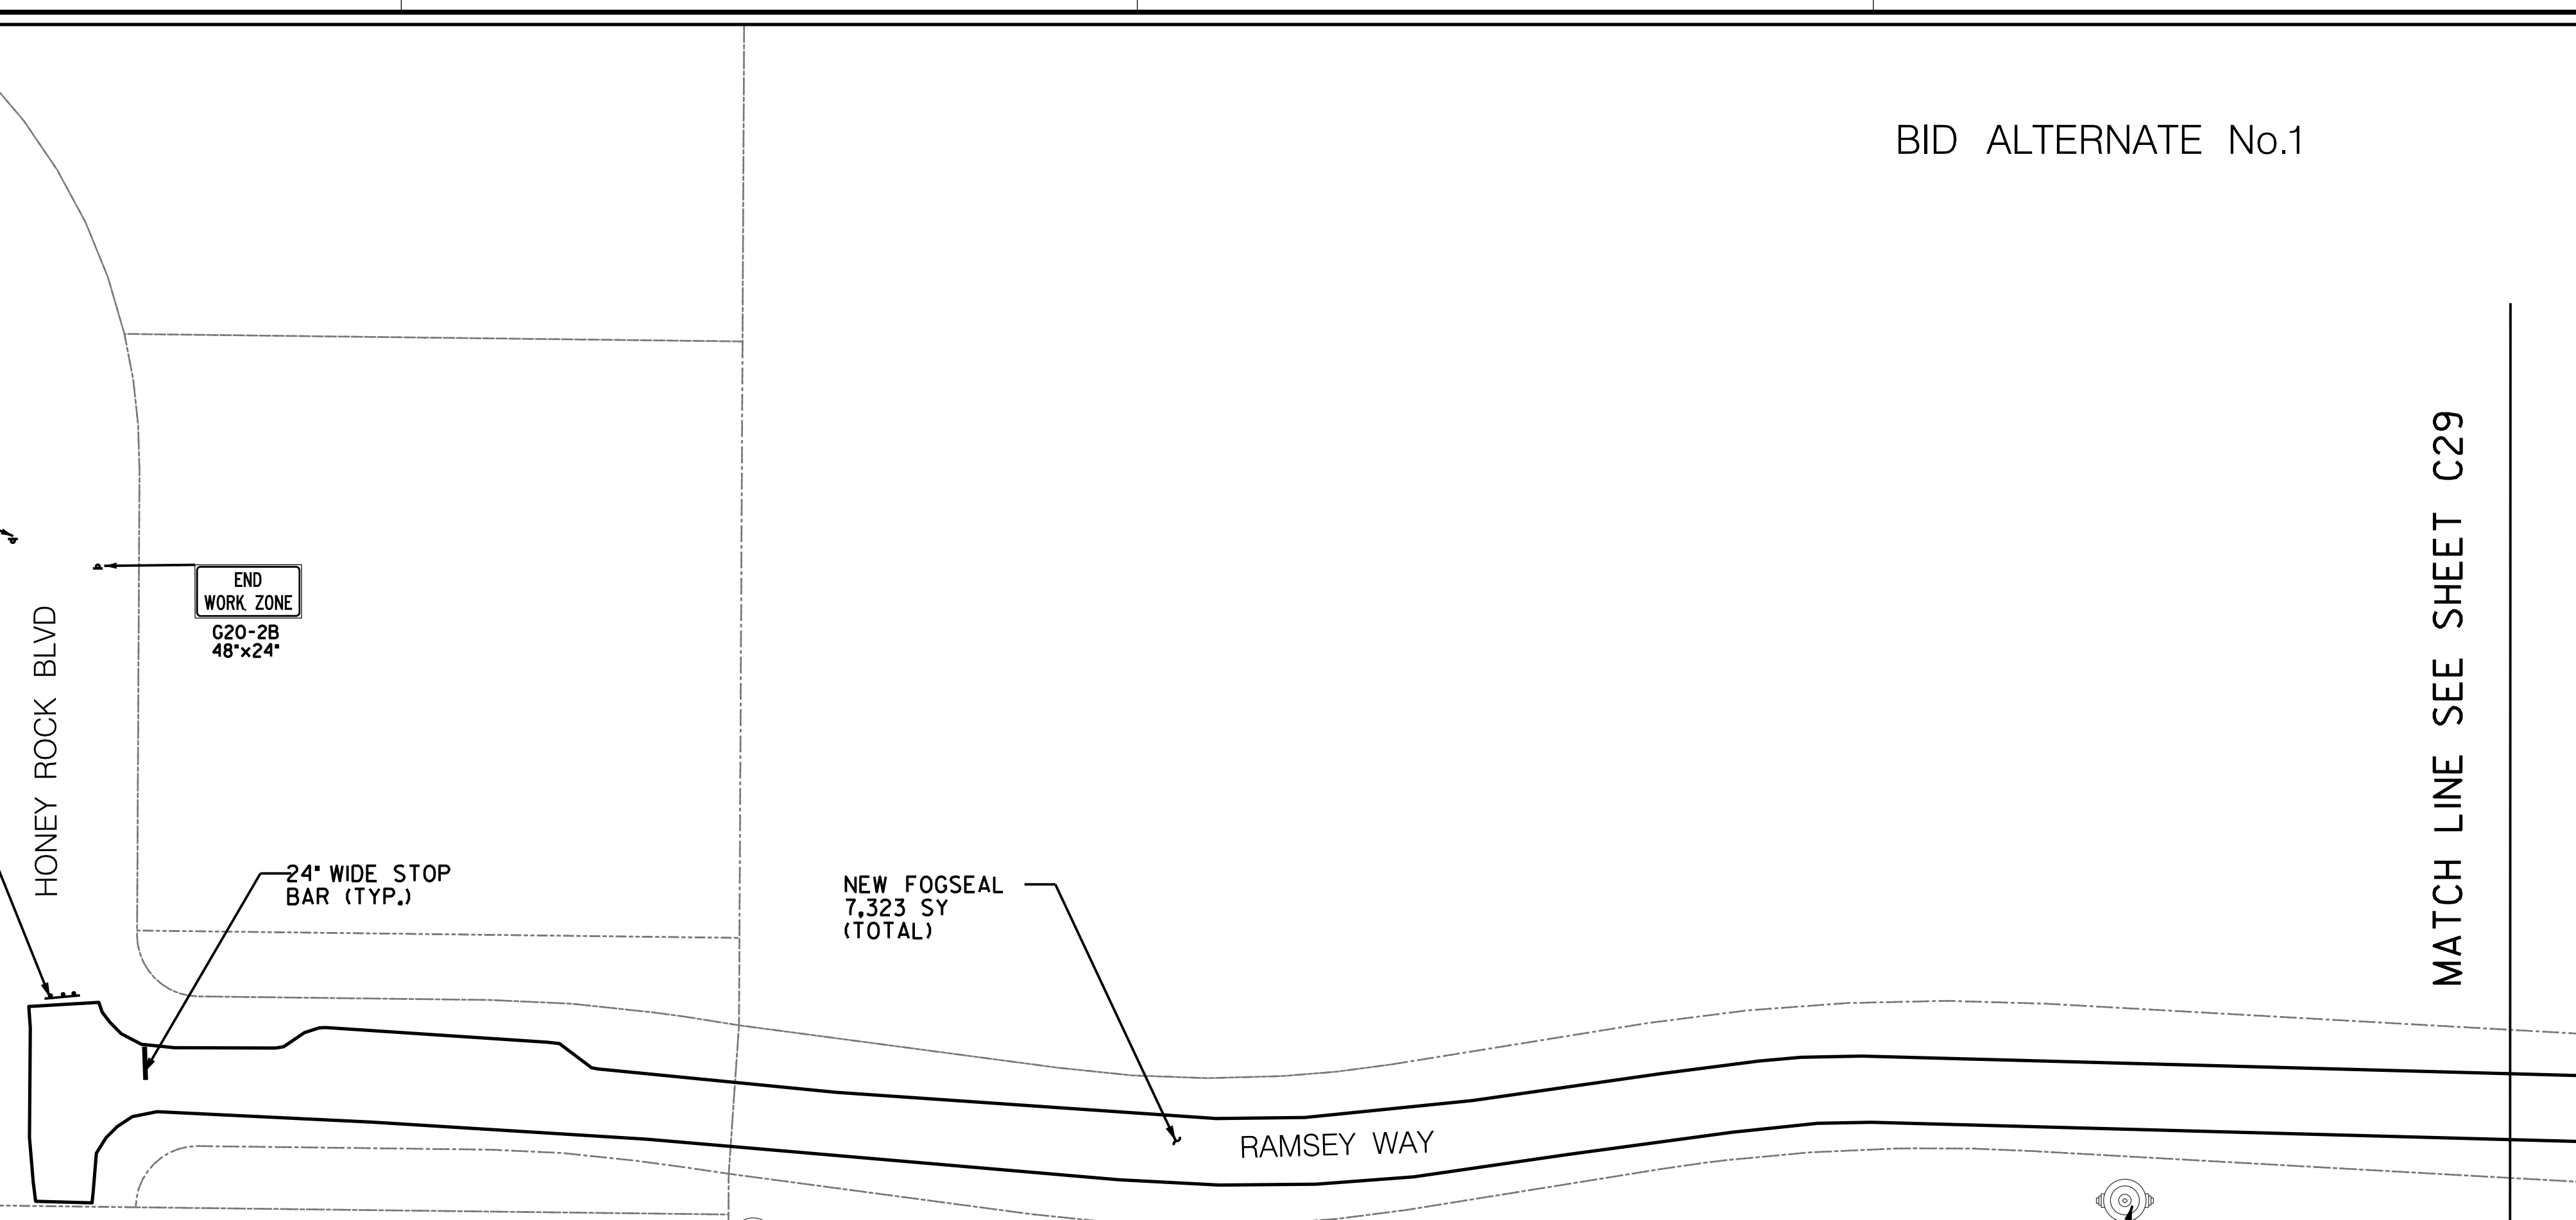 BID ALTERNATE No.1
MATCH LINE SEE SHEET C29
END
WORK ZONE
G20-2B
48"x24"
HONEY ROCK BLVD
24" WIDE STOP
BAR (TYP.)
NEW FOGSEAL
7,323 SY
(TOTAL)
RAMSEY WAY